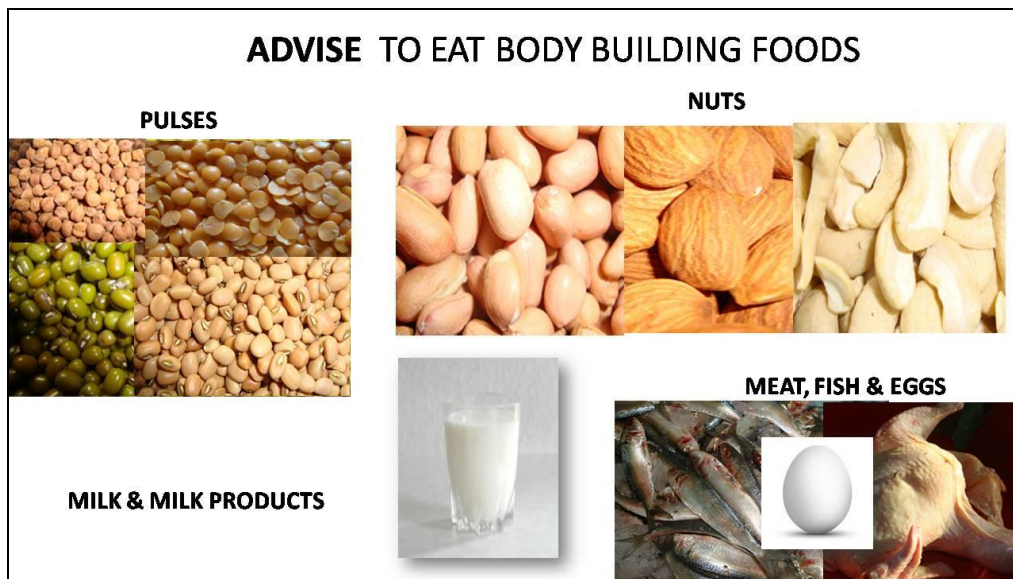 ADVISE TO EAT BODY BUILDING FOODS
PULSES
NUTS
MEAT, FISH & EGGS
MILK & MILK PRODUCTS